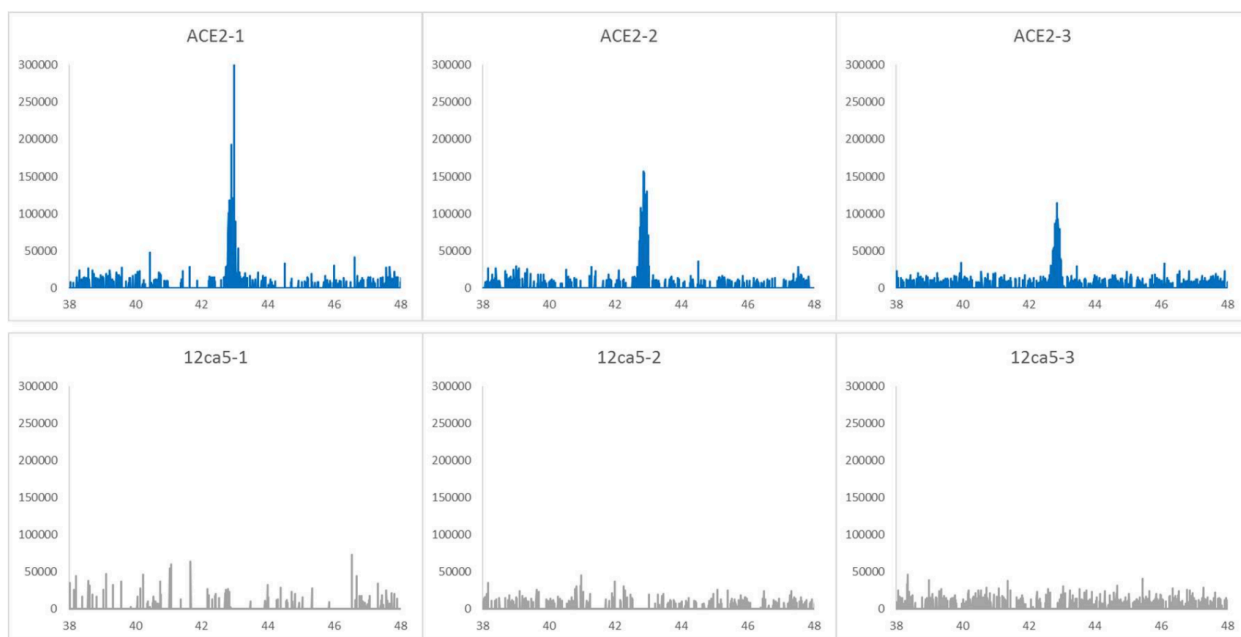 ACE2-1 ACE2-2 ACE2-3
300000 300000 300000
250000 250000 250000
200000 200000 200000
150000 150000 150000
100000 100000 100000
50000 50000 50000
0 0 0
38 40 42 44 46 48 38 40 42 44 46 48 38 40 42 44 46 48
12ca5-1 12ca5-2 12ca5-3
300000 300000 300000
250000 250000 250000
200000 200000 200000
150000 150000 150000
100000 100000 100000
50000 50000 50000
0 0 0
38 40 42 44 46 48 38 40 42 44 46 48 38 40 42 44 46 48